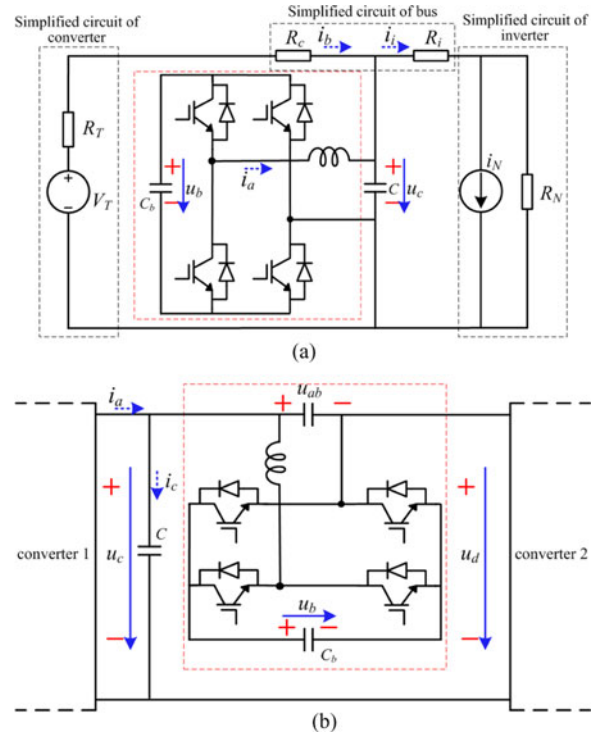 Simplified circuit of converter
Simplified circuit of bus
Simplified circuit of inverter
R_c
i_b
i_i
R_i
R_T
V_T
+
−
C_b
+
−
u_b
i_a
+
−
C
u_c
i_N
R_N
(a)
i_a
+
u_ab
−
i_c
C
+
u_c
−
converter 1
u_b
+
−
C_b
+
u_d
−
converter 2
(b)